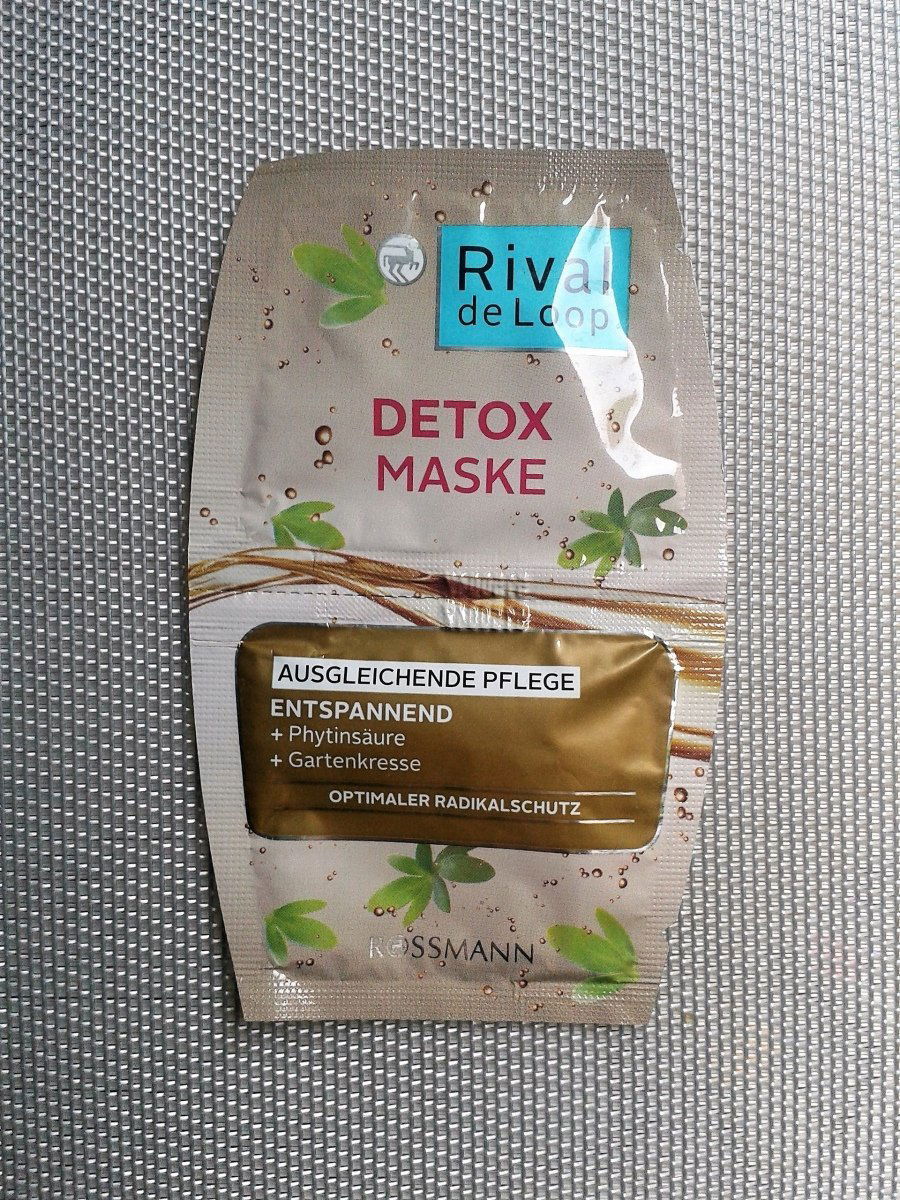 Rival
de Loop
DETOX
MASKE
AUSGLEICHENDE PFLEGE
ENTSPANNEND
+ Phytinsäure
+ Gartenkresse
OPTIMALER RADIKALSCHUTZ
ROSSMANN